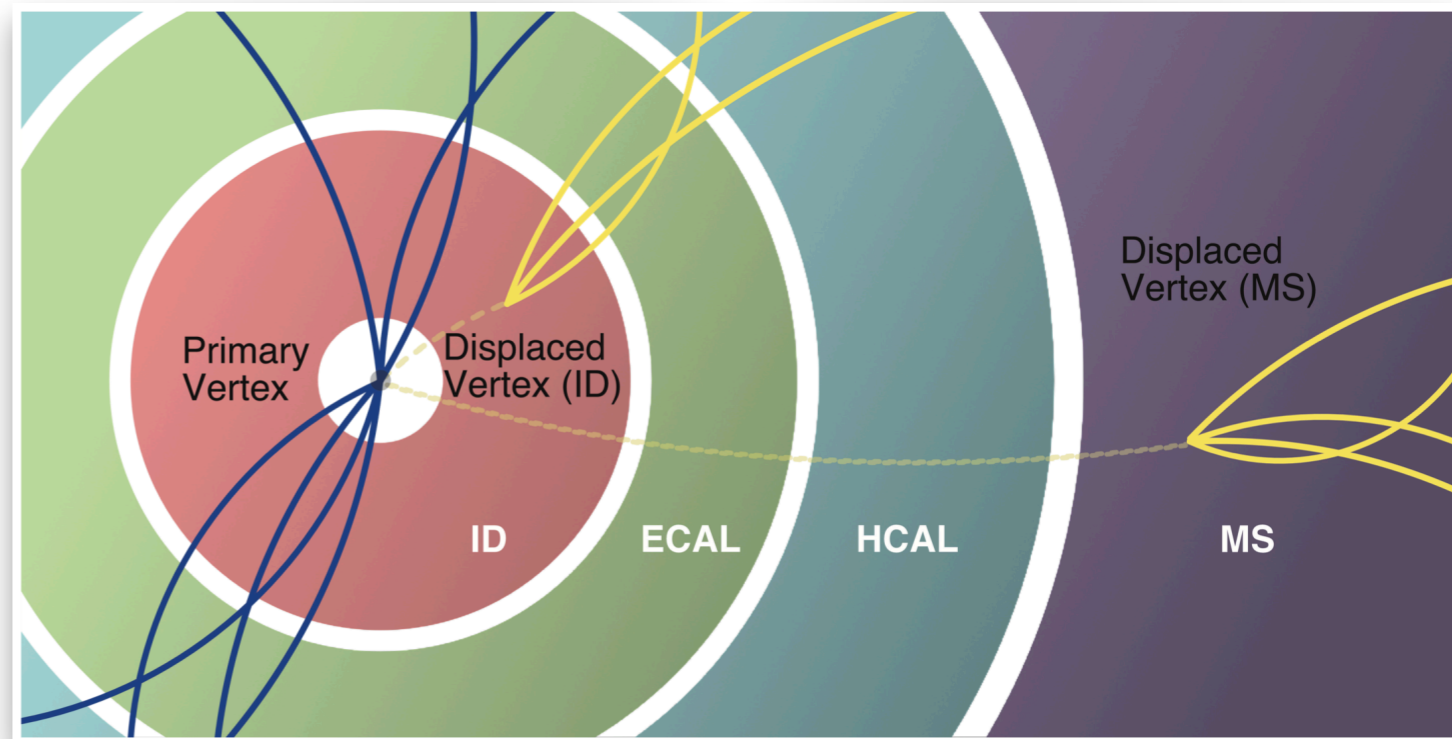 Displaced
Vertex (MS)
Primary
Vertex
Displaced
Vertex (ID)
ID
ECAL
HCAL
MS